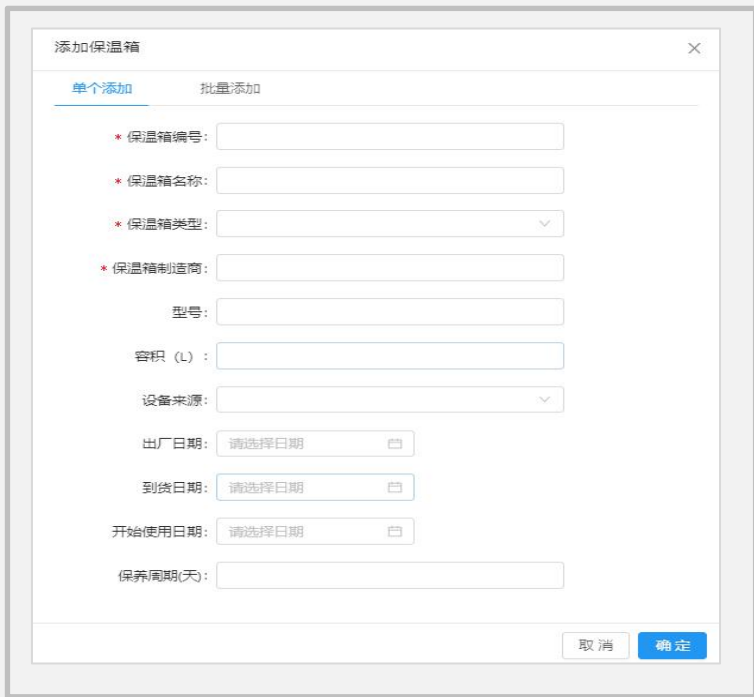 添加保温箱
单个添加 批量添加
* 保温箱编号:
* 保温箱名称:
* 保温箱类型:
* 保温箱制造商:
型号:
容积（L）:
设备来源:
出厂日期: 请选择日期
到货日期: 请选择日期
开始使用日期: 请选择日期
保养周期(天):
取消 确定